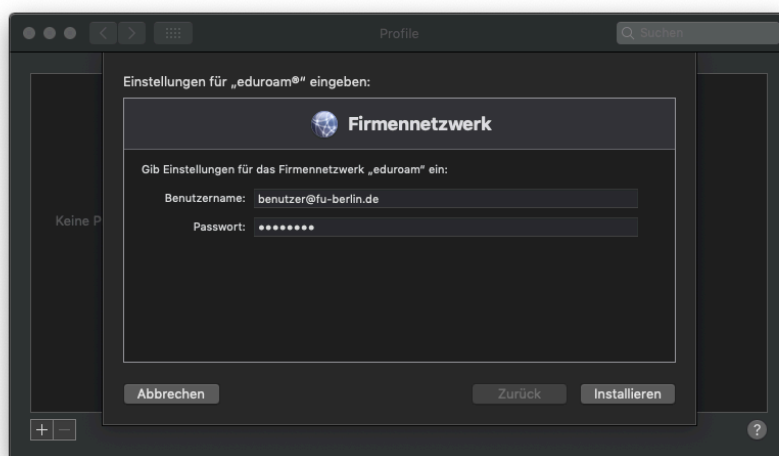 Profile
Suchen
Einstellungen für „eduroam®“ eingeben:
Firmennetzwerk
Gib Einstellungen für das Firmennetzwerk „eduroam“ ein:
Benutzername: benutzer@fu-berlin.de
Passwort: ••••••••
Keine P
Abbrechen Zurück Installieren
+ − ?